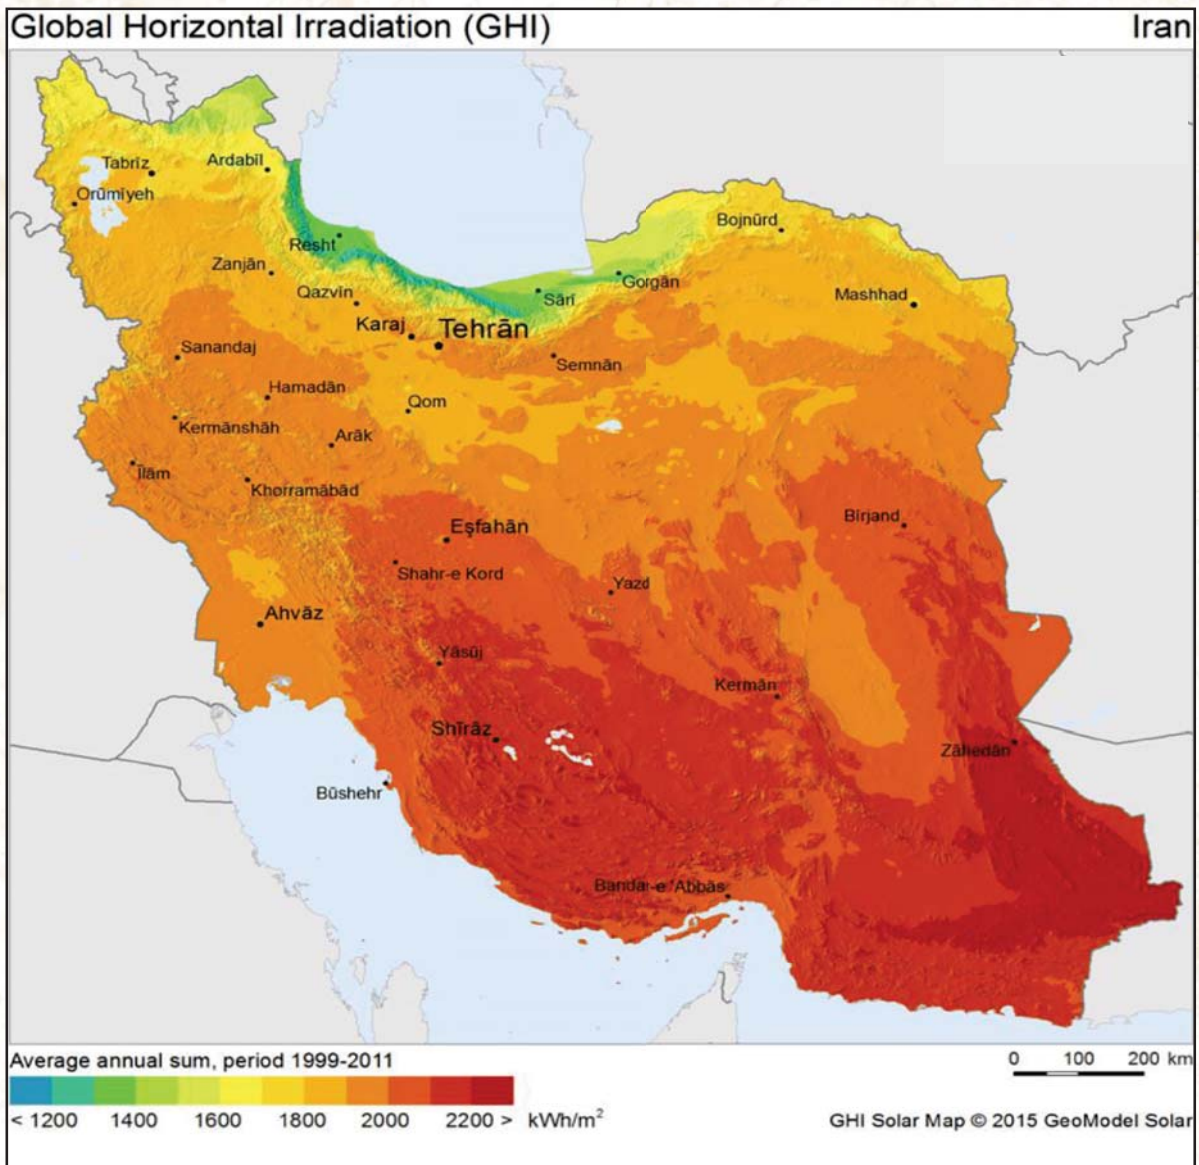 Global Horizontal Irradiation (GHI) Iran
Tabrīz
Ardabīl
Orūmīyeh
Bojnūrd
Resht
Zanjān
Gorgān
Qazvīn
Sārī
Mashhad
Karaj
Tehrān
Sanandaj
Semnān
Hamadān
Qom
Kermānshāh
Arāk
Īlām
Khorramābād
Bīrjand
Eşfahān
Shahr-e Kord
Yazd
Ahvāz
Yāsūj
Kermān
Shīrāz
Zāhedān
Būshehr
Bandar-e 'Abbās
Average annual sum, period 1999-2011
0 100 200 km
< 1200 1400 1600 1800 2000 2200 > kWh/m²
GHI Solar Map © 2015 GeoModel Solar